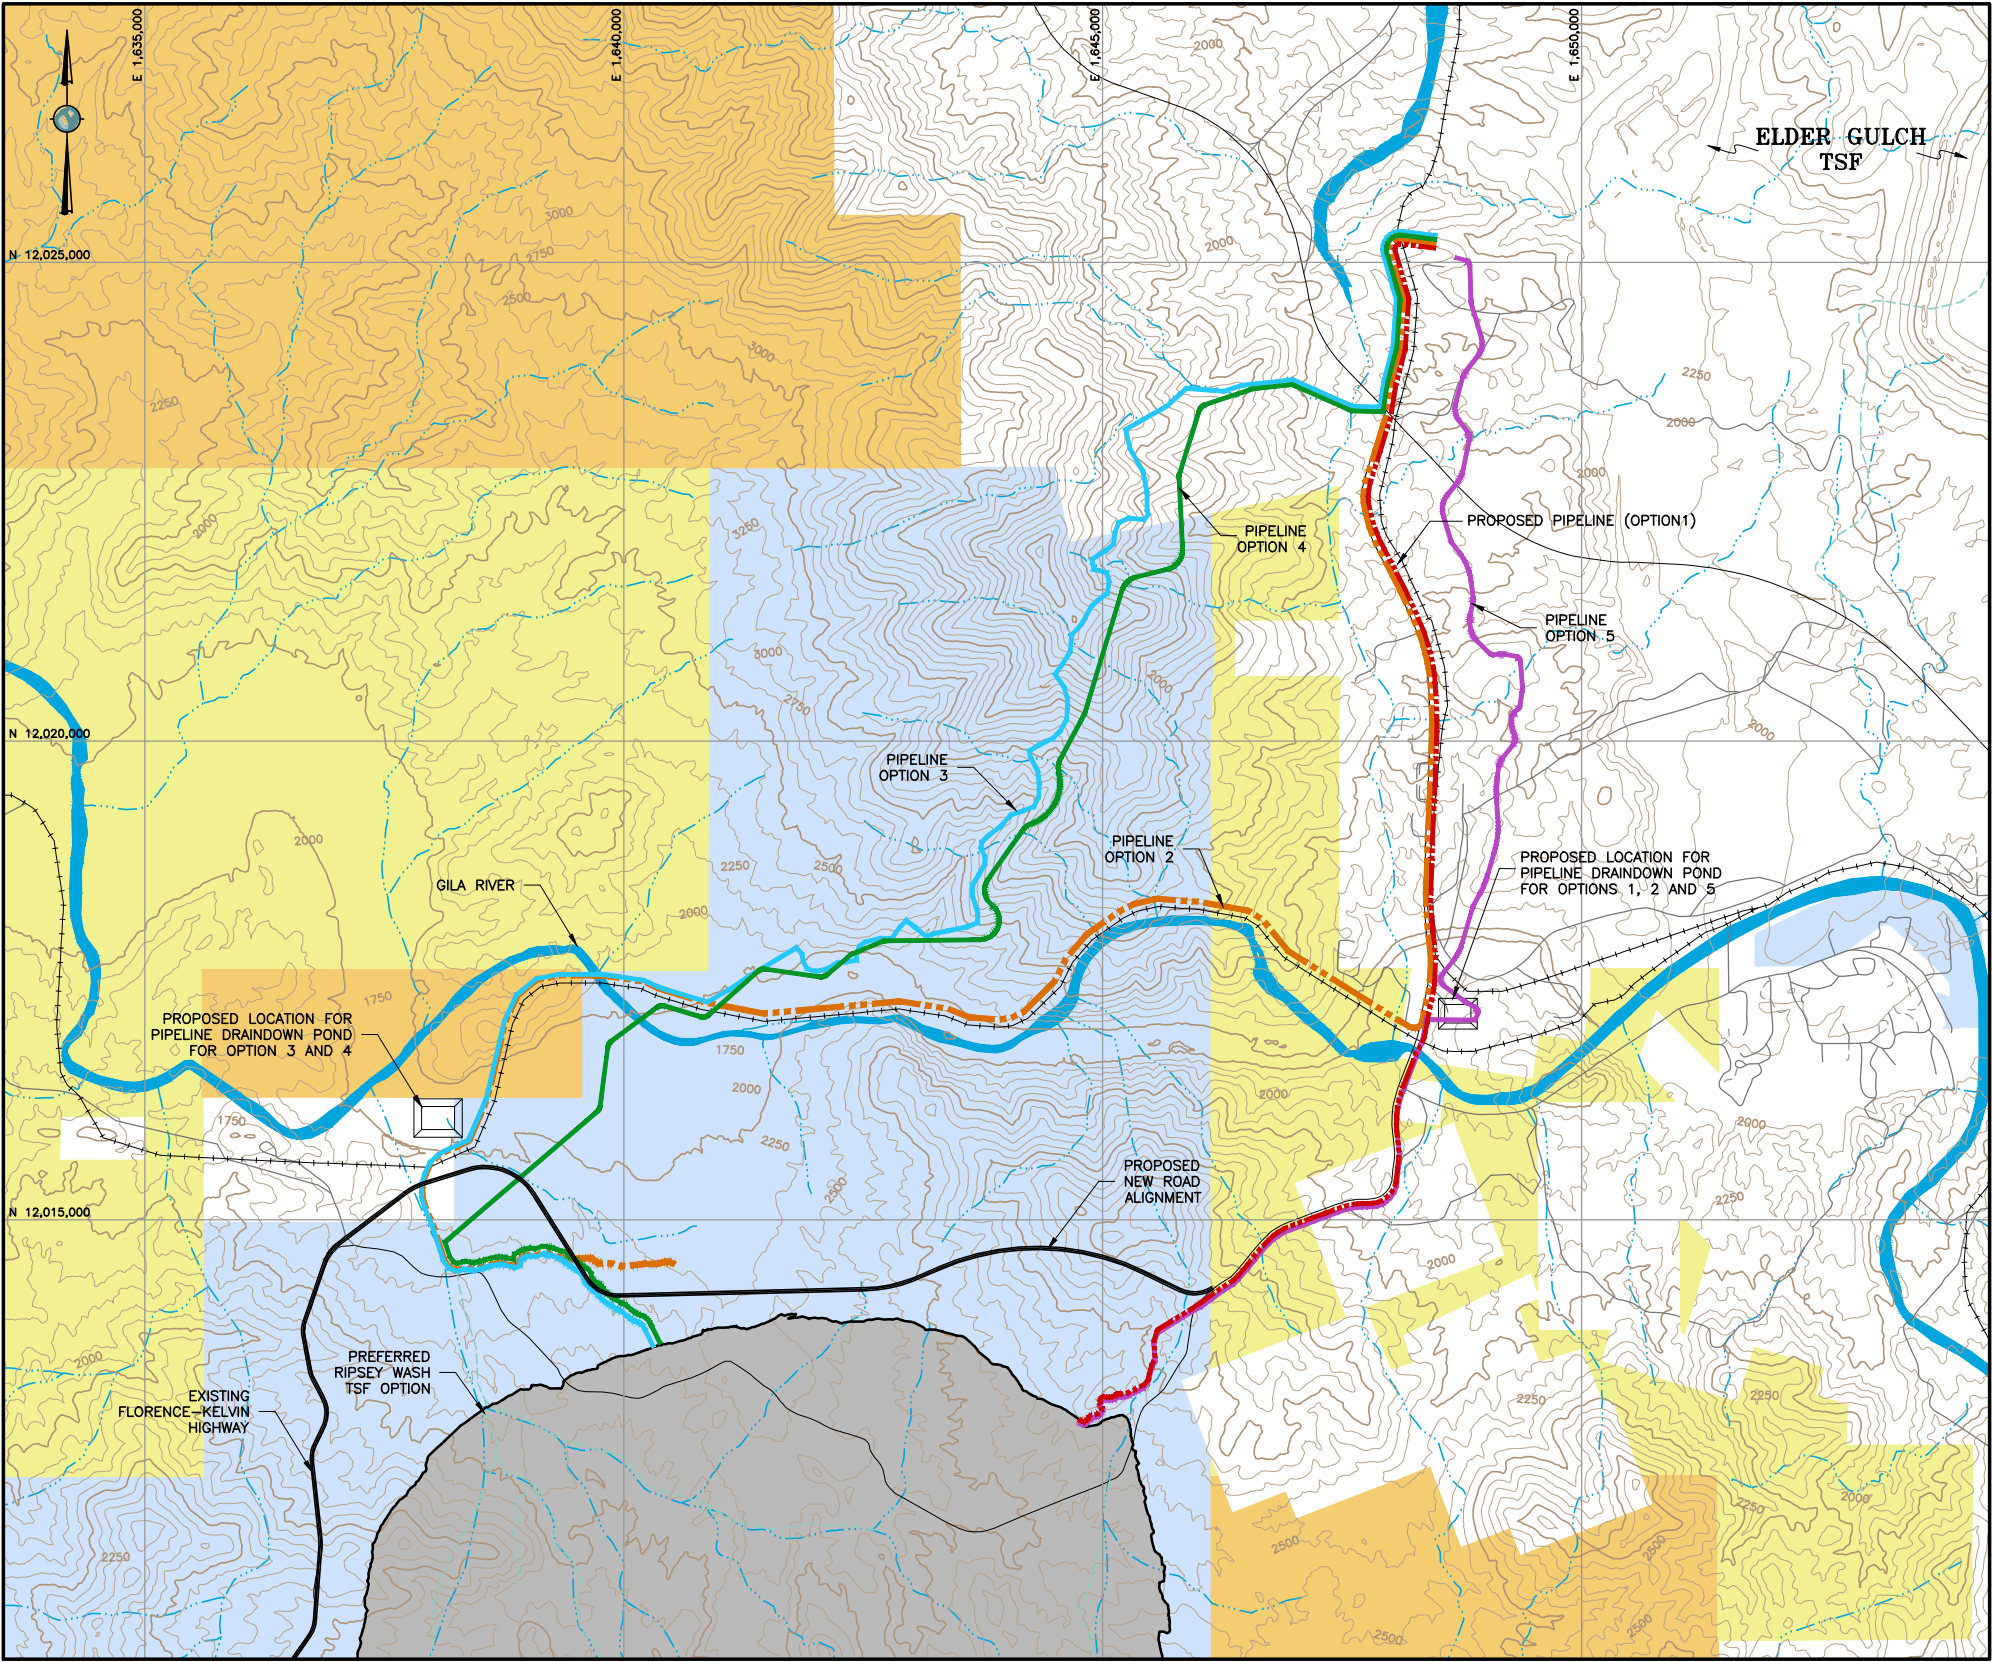 E 1,635,000
E 1,640,000
E 1,645,000
E 1,650,000
2000
ELDER GULCH
TSF
3000
2750
2000
N 12,025,000
2500
3000
2250
2250
2000
2000
3250
2000
PROPOSED PIPELINE (OPTION1)
PIPELINE
OPTION 4
PIPELINE
OPTION 5
3000
2000
2750
2000
N 12,020,000
PIPELINE
OPTION 3
2000
PIPELINE
OPTION 2
2250
2500
PROPOSED LOCATION FOR
PIPELINE DRAINDOWN POND
FOR OPTIONS 1, 2 AND 5
GILA RIVER
2000
1750
PROPOSED LOCATION FOR
PIPELINE DRAINDOWN POND
FOR OPTION 3 AND 4
1750
2000
2000
1750
2250
2000
PROPOSED
NEW ROAD
ALIGNMENT
2500
2250
N 12,015,000
2000
2000
PREFERRED
RIPSEY WASH
TSF OPTION
EXISTING
FLORENCE-KELVIN
HIGHWAY
2250
2250
2000
2250
2250
2500
2500
2500
2500